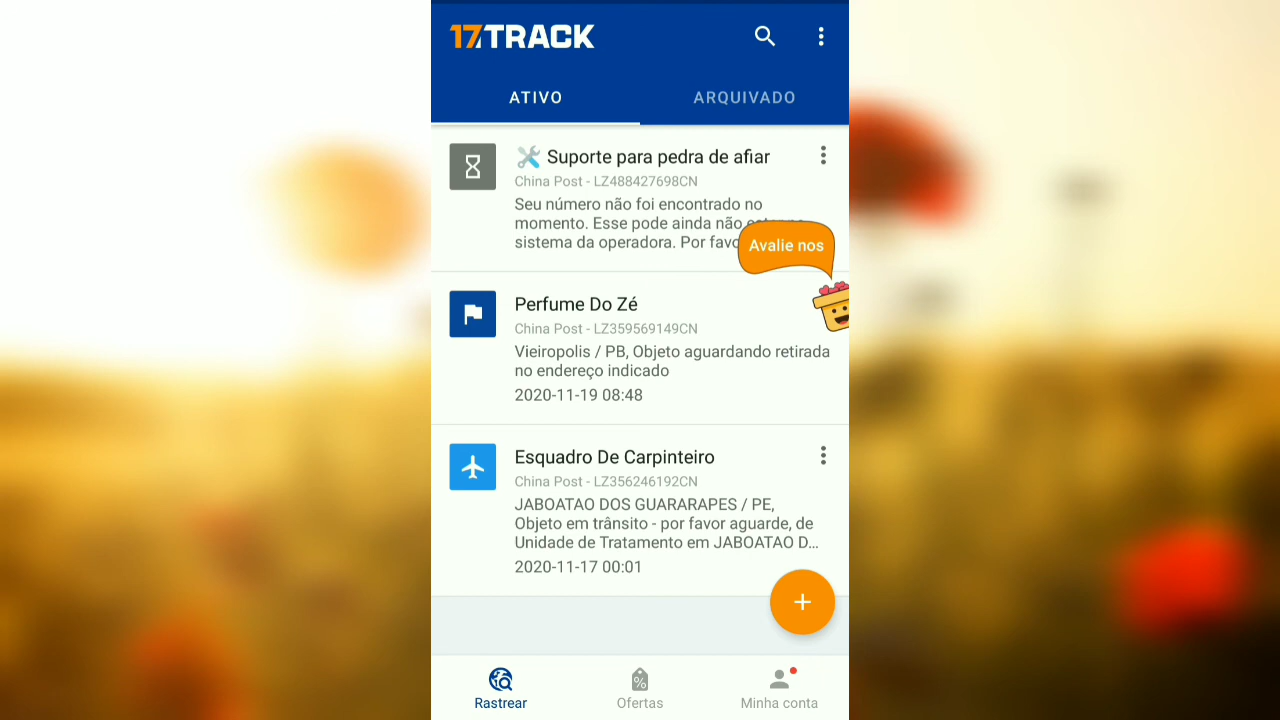 17TRACK
ATIVO
ARQUIVADO
🛠️ Suporte para pedra de afiar
China Post - LZ488427698CN
Seu número não foi encontrado no
momento. Esse pode ainda não
sistema da operadora. Por
Avalie nos
Perfume Do Zé
China Post - LZ359569149CN
Vieiropolis / PB, Objeto aguardando retirada
no endereço indicado
2020-11-19 08:48
Esquadro De Carpinteiro
China Post - LZ356246192CN
JABOATAO DOS GUARARAPES / PE,
Objeto em trânsito - por favor aguarde, de
Unidade de Tratamento em JABOATAO D...
2020-11-17 00:01
Rastrear
Ofertas
Minha conta